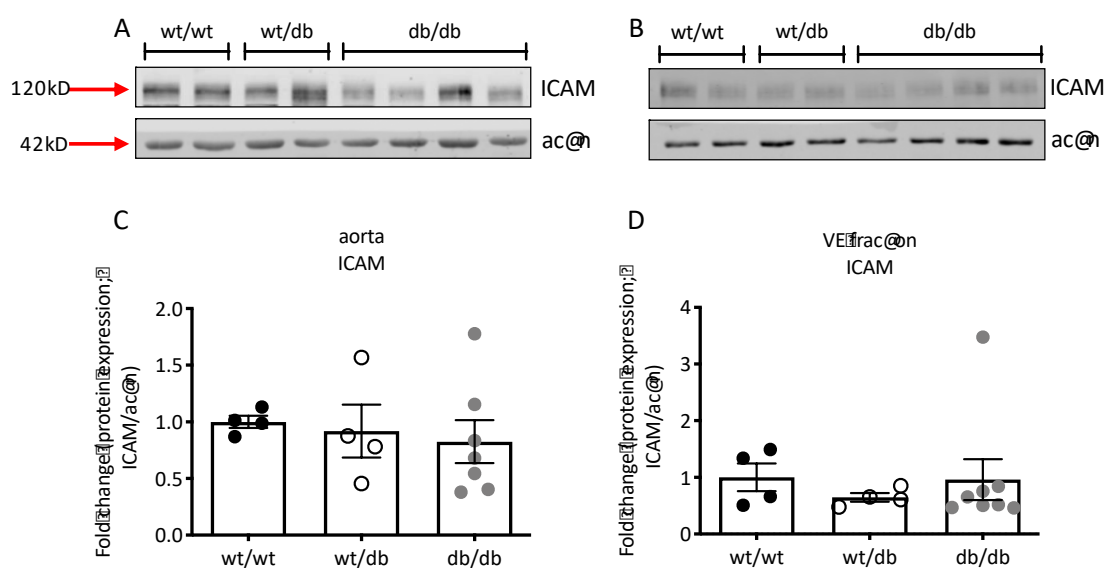 A
wt/wt wt/db db/db
120kD
ICAM
42kD
ac@n
B
wt/wt wt/db db/db
ICAM
ac@n
C
aorta
ICAM
Fold change (protein expression;
ICAM/ac@n)
2.0
1.5
1.0
0.5
0.0
wt/wt wt/db db/db
D
VE frac@on
ICAM
Fold change (protein expression;
ICAM/ac@n)
4
3
2
1
0
wt/wt wt/db db/db